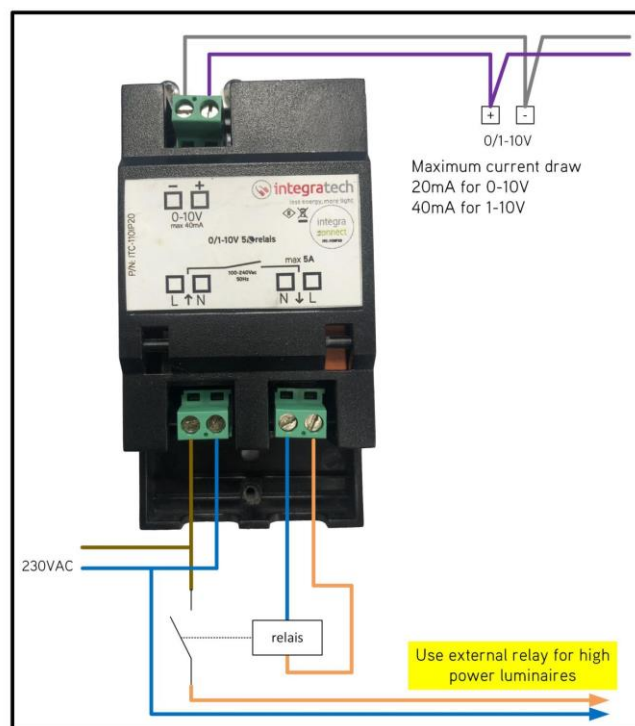 + -
0/1-10V
Maximum current draw
20mA for 0-10V
40mA for 1-10V
integratech
less energy, more light
- +
0-10V
max 40mA
integra
connect
P/N: ITC-110IP20
0/1-10V 5A relais
max 5A
100-240Vac
50Hz
L ↑ N
N ↓ L
230VAC
relais
Use external relay for high
power luminaires